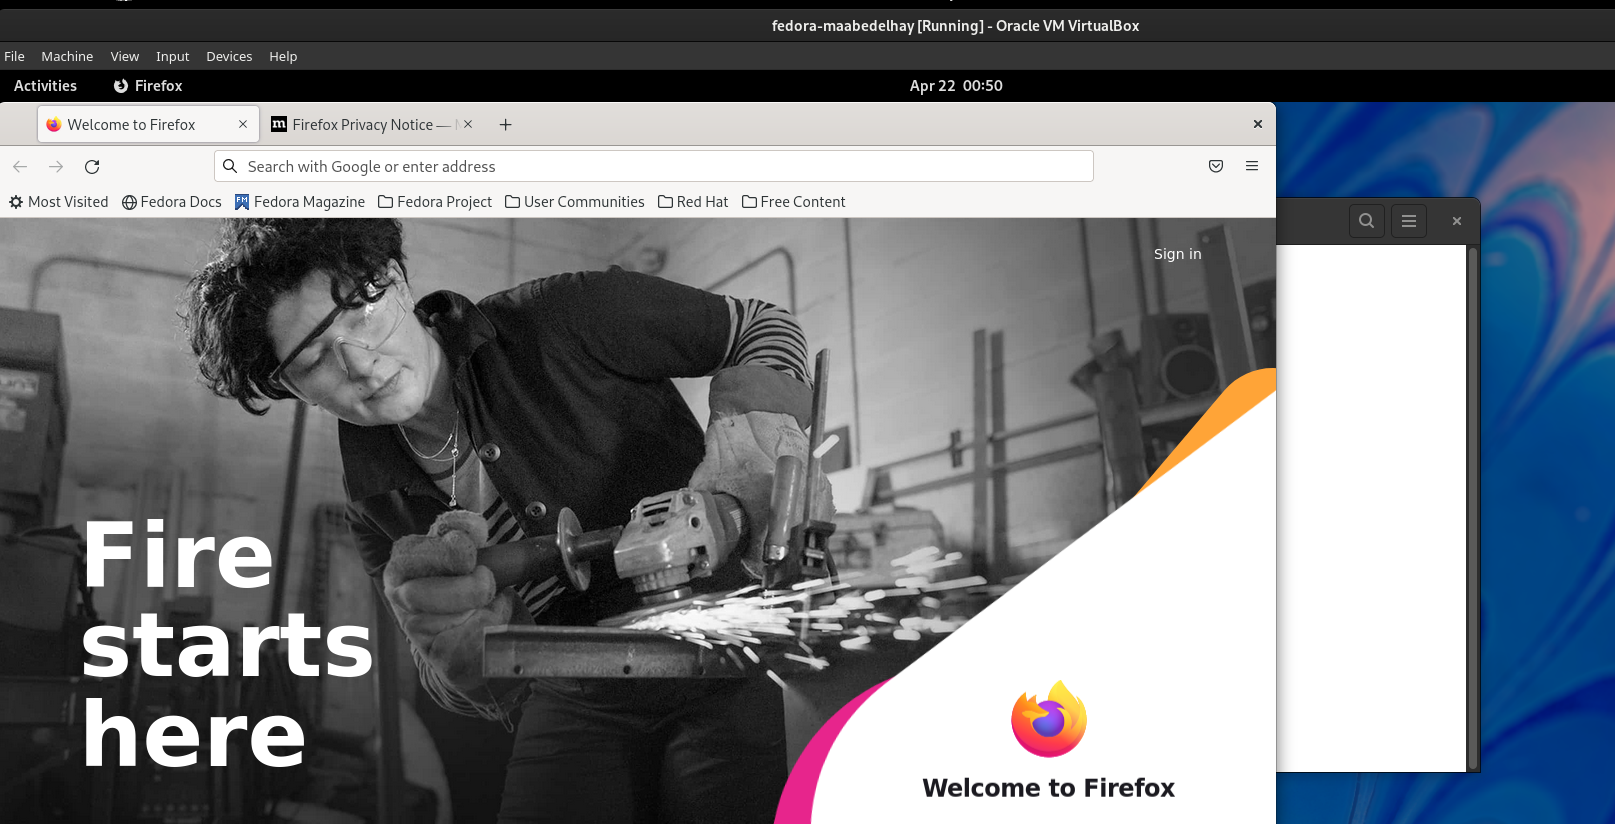 fedora-maabedelhay [Running] - Oracle VM VirtualBox
File Machine View Input Devices Help
Activities Firefox Apr 22 00:50
Welcome to Firefox Firefox Privacy Notice —
Search with Google or enter address
Most Visited Fedora Docs Fedora Magazine Fedora Project User Communities Red Hat Free Content
Sign in
Fire
starts
here
Welcome to Firefox